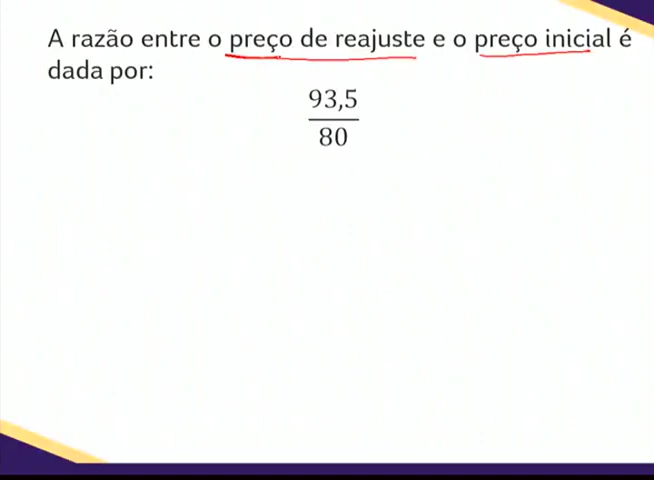 A razão entre o preço de reajuste e o preço inicial é
dada por:
93,5
80